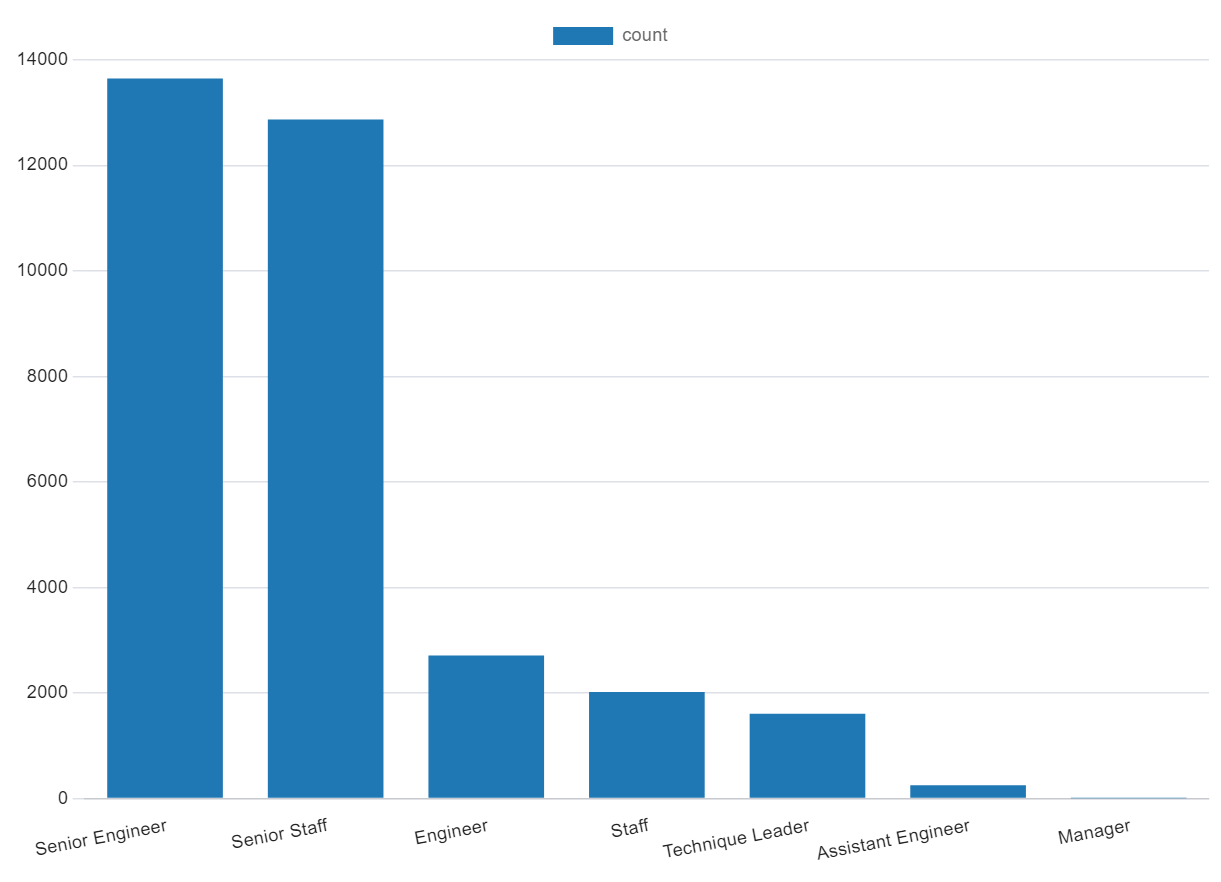 count
14000
12000
10000
8000
6000
4000
2000
0
Senior Engineer
Senior Staff
Engineer
Staff
Technique Leader
Assistant Engineer
Manager